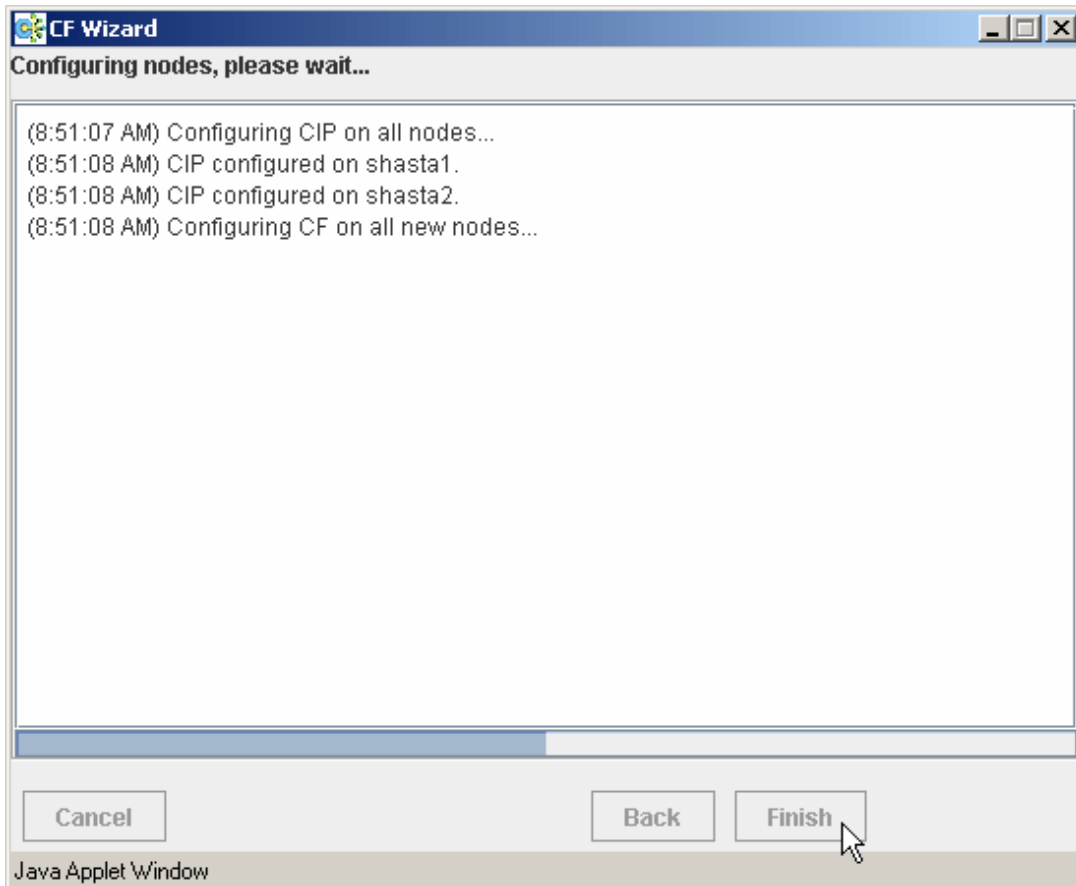 CF Wizard
Configuring nodes, please wait...
(8:51:07 AM) Configuring CIP on all nodes...
(8:51:08 AM) CIP configured on shasta1.
(8:51:08 AM) CIP configured on shasta2.
(8:51:08 AM) Configuring CF on all new nodes...
Cancel Back Finish
Java Applet Window